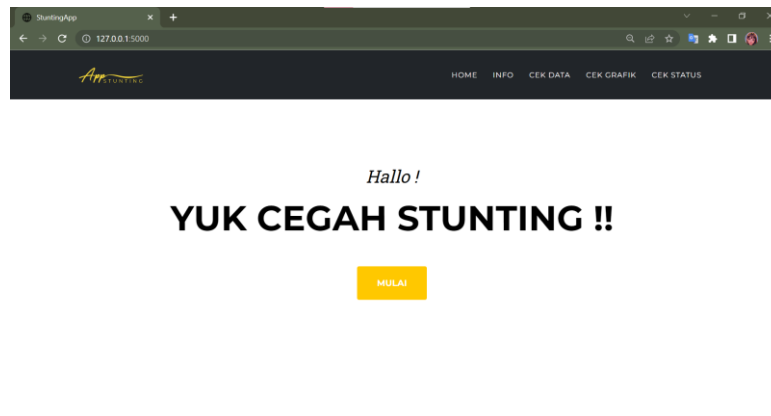 StuntingApp
127.0.0.1:5000
App
STUNTING
HOME INFO CEK DATA CEK GRAFIK CEK STATUS
Hallo !
YUK CEGAH STUNTING !!
MULAI